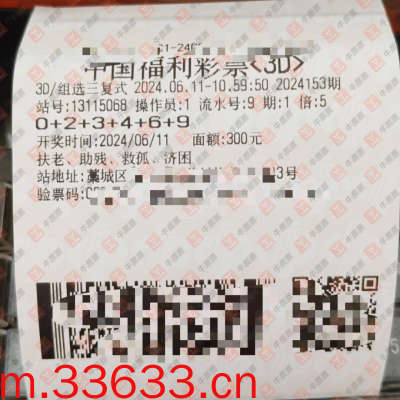 中国福利彩票<3D>
3D/组选三复式 2024.06.11-10:59:50 2024153期
站号:13115068 操作员:1 流水号:9 期:1 倍:5
0+2+3+4+6+9
开奖时间:2024/06/11 面额:300元
扶老、助残、救孤、济困
站地址:藁城区 3号
验票码:
m.33633.cn